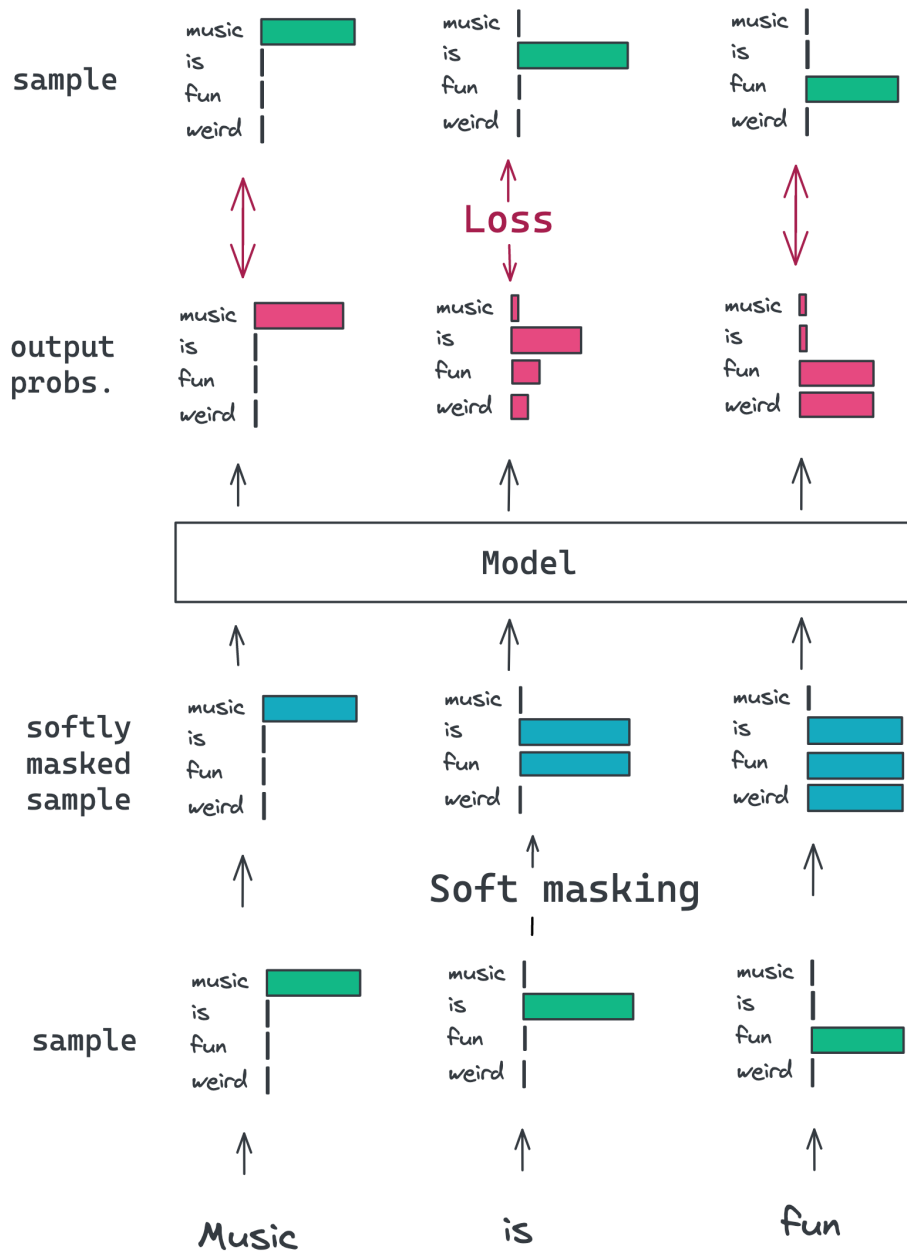 sample
music
is
fun
weird
music
is
fun
weird
music
is
fun
weird
Loss
output
probs.
music
is
fun
weird
music
is
fun
weird
music
is
fun
weird
Model
softly
masked
sample
music
is
fun
weird
music
is
fun
weird
music
is
fun
weird
Soft masking
sample
music
is
fun
weird
music
is
fun
weird
music
is
fun
weird
Music is fun